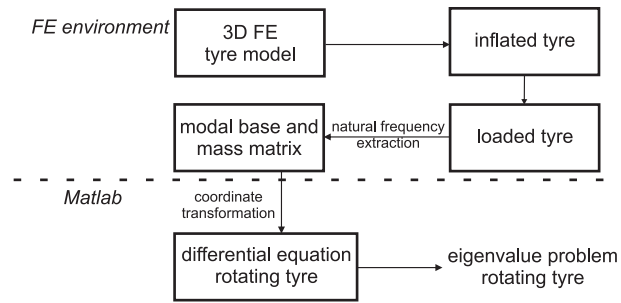 FE environment
3D FE
tyre model
inflated tyre
modal base and
mass matrix
natural frequency
extraction
loaded tyre
Matlab
coordinate
transformation
differential equation
rotating tyre
eigenvalue problem
rotating tyre